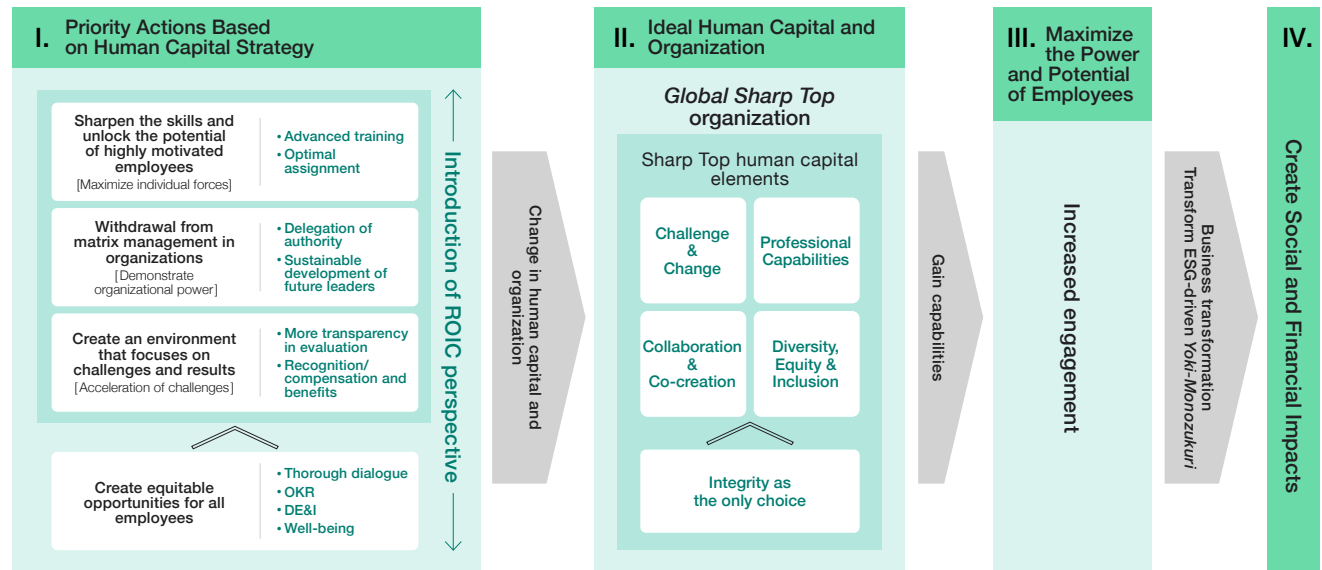 I. Priority Actions Based
on Human Capital Strategy
Sharpen the skills and
unlock the potential
of highly motivated
employees
[Maximize individual forces]
• Advanced training
• Optimal
assignment
Withdrawal from
matrix management in
organizations
[Demonstrate
organizational power]
• Delegation of
authority
• Sustainable
development of
future leaders
Create an environment
that focuses on
challenges and results
[Acceleration of challenges]
• More transparency
in evaluation
• Recognition/
compensation and
benefits
Create equitable
opportunities for all
employees
• Thorough dialogue
• OKR
• DE&I
• Well-being
Introduction of ROIC perspective
Change in human capital and
organization
II. Ideal Human Capital and
Organization
Global Sharp Top
organization
Sharp Top human capital
elements
Challenge
&
Change
Professional
Capabilities
Collaboration
&
Co-creation
Diversity,
Equity &
Inclusion
Integrity as
the only choice
Gain capabilities
III. Maximize
the Power
and Potential
of Employees
Increased engagement
Business transformation
Transform ESG-driven Yoki-Monozukuri
IV.
Create Social and Financial Impacts